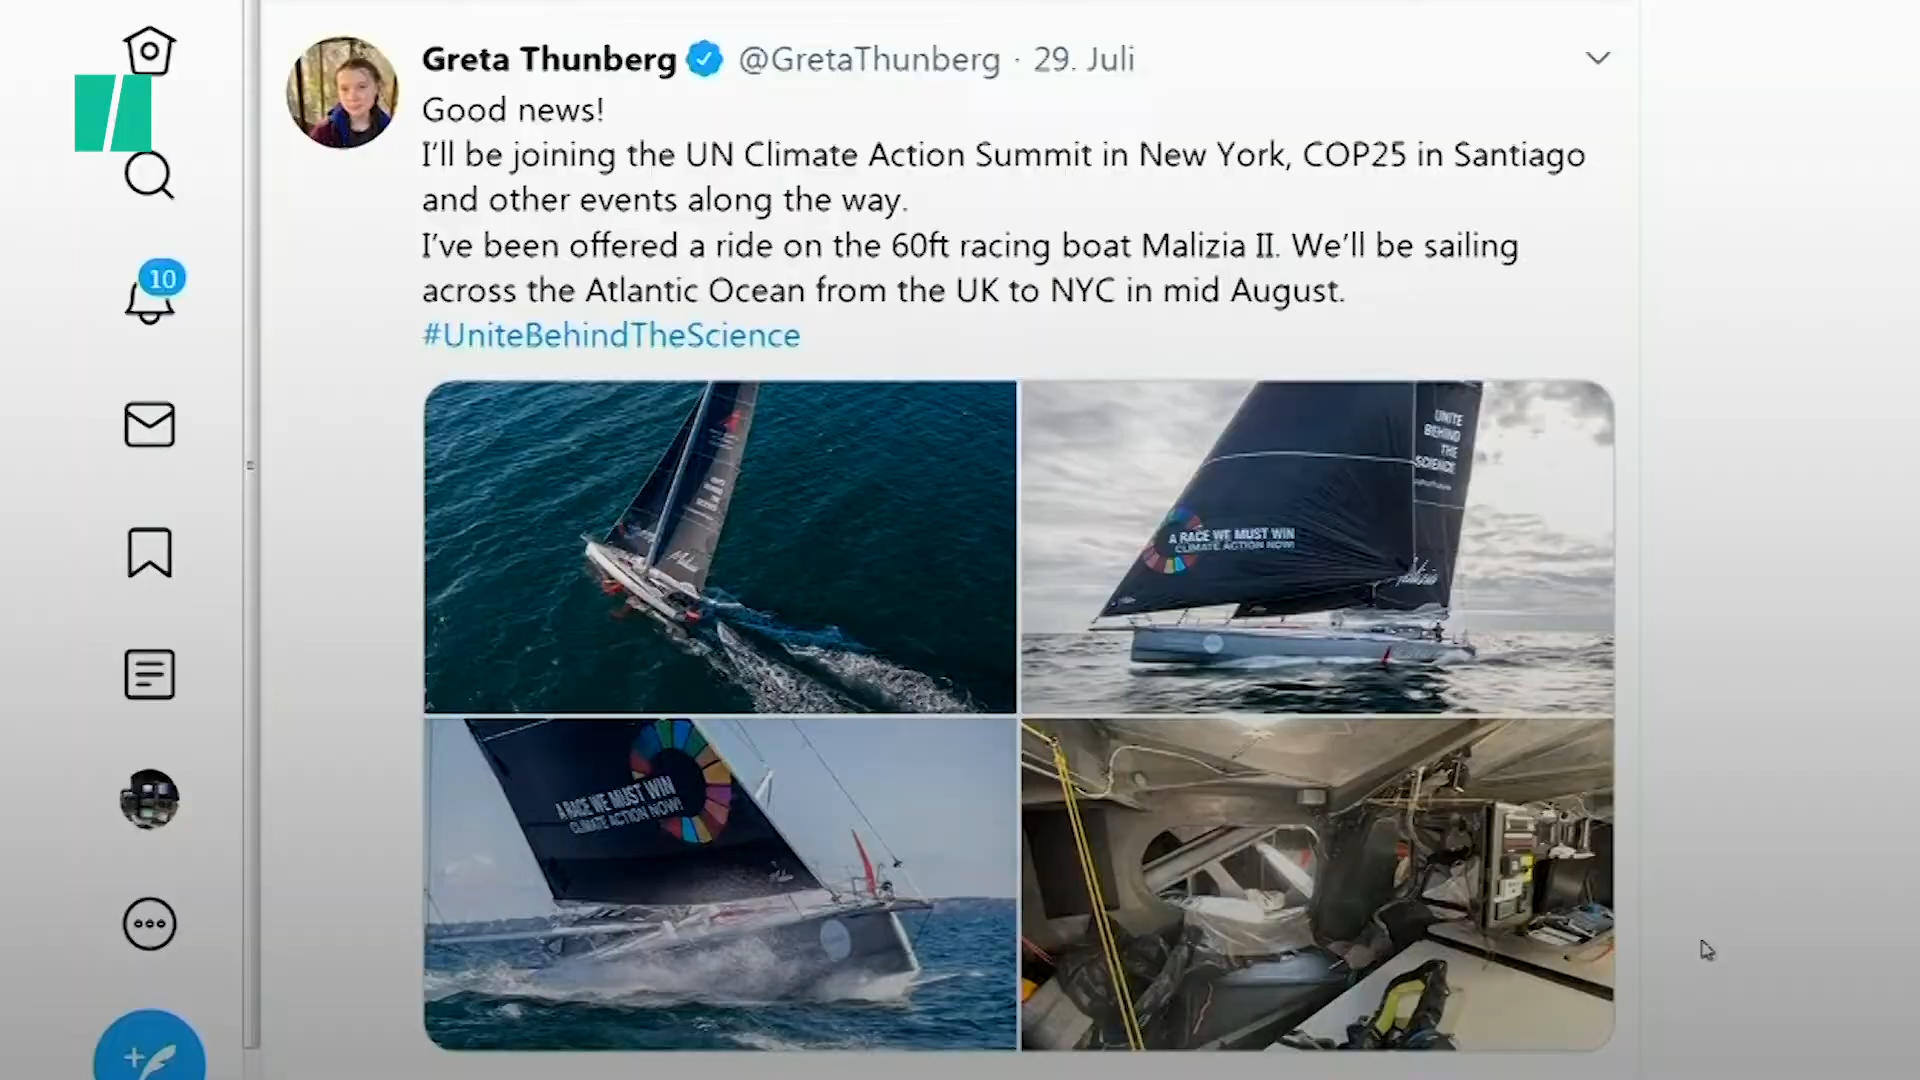 Greta Thunberg @GretaThunberg · 29. Juli
Good news!
I'll be joining the UN Climate Action Summit in New York, COP25 in Santiago
and other events along the way.
I've been offered a ride on the 60ft racing boat Malizia II. We'll be sailing
across the Atlantic Ocean from the UK to NYC in mid August.
#UniteBehindTheScience
10
UNITE
BEHIND
THE
SCIENCE
A RACE WE MUST WIN
CLIMATE ACTION NOW!
Malizia
A RACE WE MUST WIN
CLIMATE ACTION NOW!